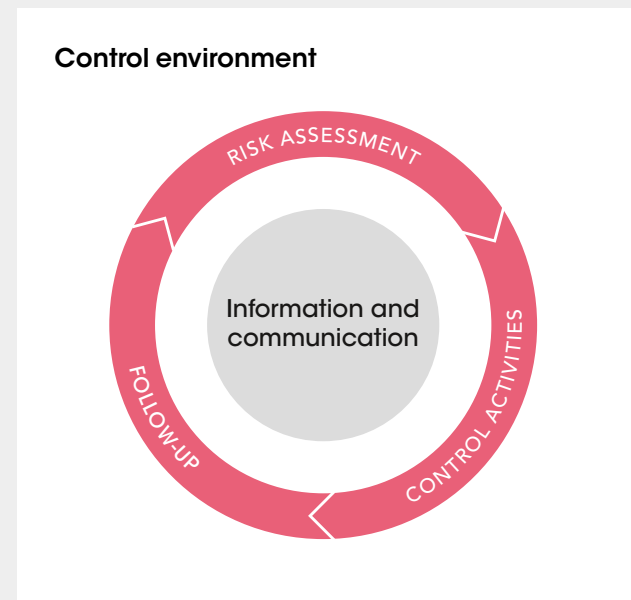 Control environment
RISK ASSESSMENT
Information and
communication
CONTROL ACTIVITIES
FOLLOW-UP